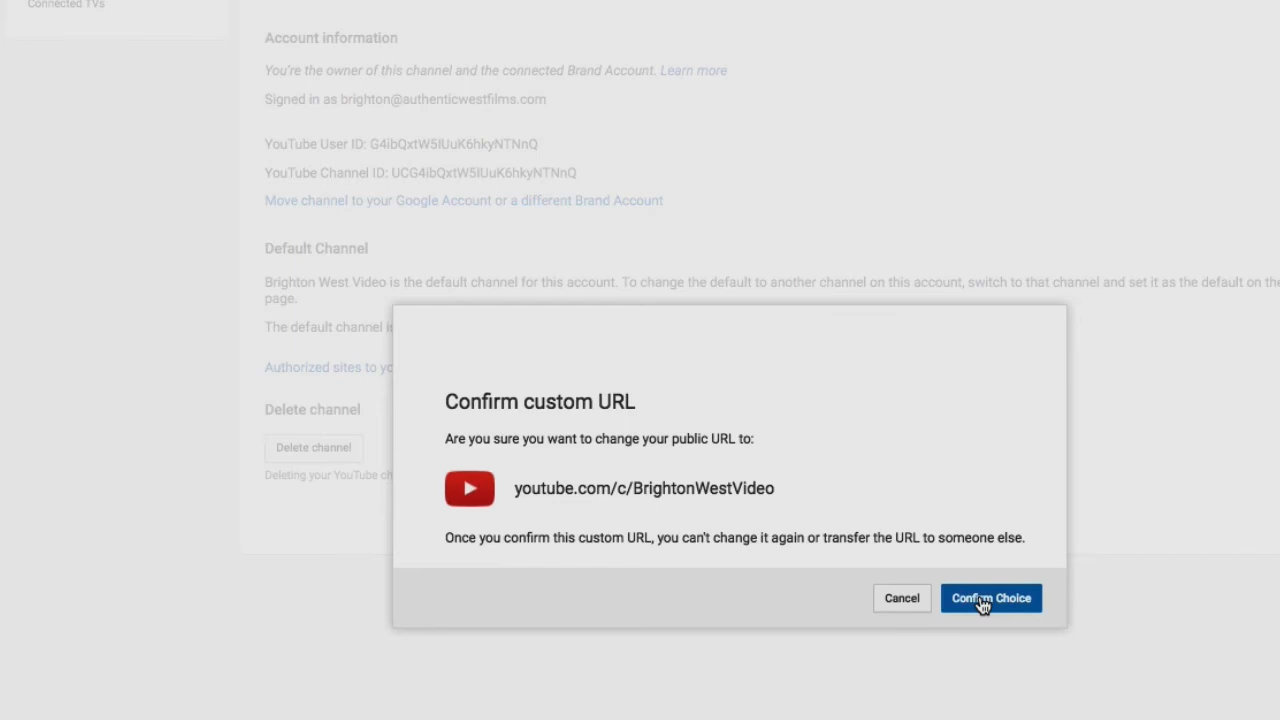 Connected TVs
Account information
You're the owner of this channel and the connected Brand Account. Learn more
Signed in as brighton@authenticwestfilms.com
YouTube User ID: G4ibQxtW5IUuK6hkyNTNnQ
YouTube Channel ID: UCG4ibQxtW5IUuK6hkyNTNnQ
Move channel to your Google Account or a different Brand Account
Default Channel
Brighton West Video is the default channel for this account. To change the default to another channel on this account, switch to that channel and set it as the default on the
page.
The default channel
Authorized sites to
Delete channel
Delete channel
Deleting your YouTube
Confirm custom URL
Are you sure you want to change your public URL to:
youtube.com/c/BrightonWestVideo
Once you confirm this custom URL, you can't change it again or transfer the URL to someone else.
Cancel
Confirm Choice